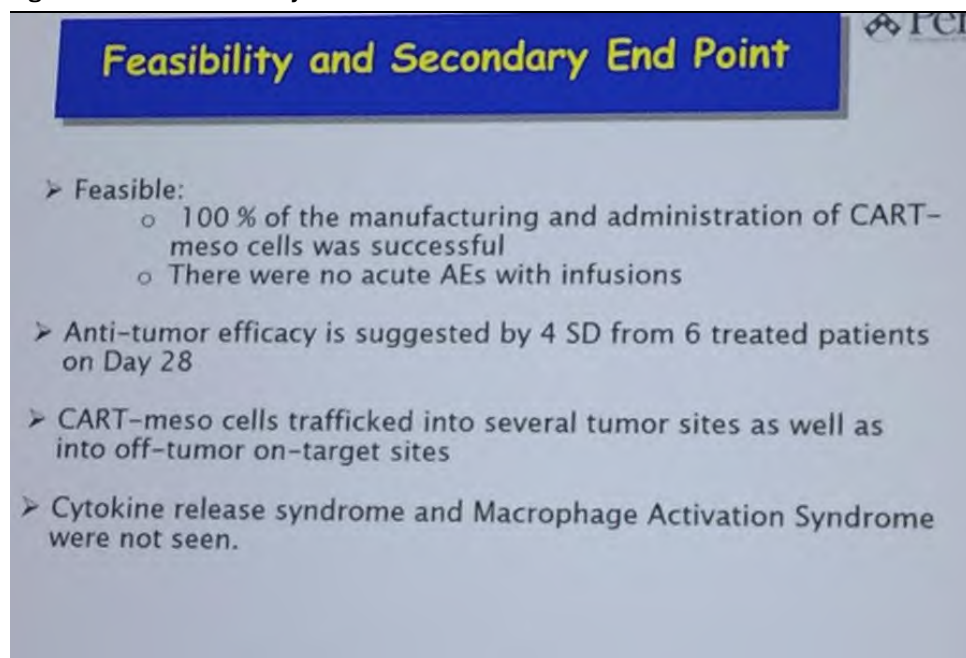 Feasibility and Secondary End Point
➢ Feasible:
o 100 % of the manufacturing and administration of CART-
meso cells was successful
o There were no acute AEs with infusions
➢ Anti-tumor efficacy is suggested by 4 SD from 6 treated patients
on Day 28
➢ CART-meso cells trafficked into several tumor sites as well as
into off-tumor on-target sites
➢ Cytokine release syndrome and Macrophage Activation Syndrome
were not seen.